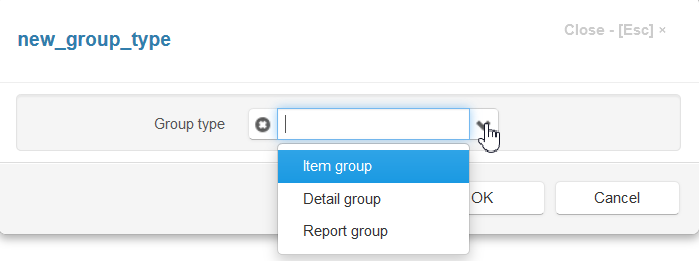 new_group_type
Close - [Esc] ×
Group type
Item group
Detail group
Report group
OK
Cancel